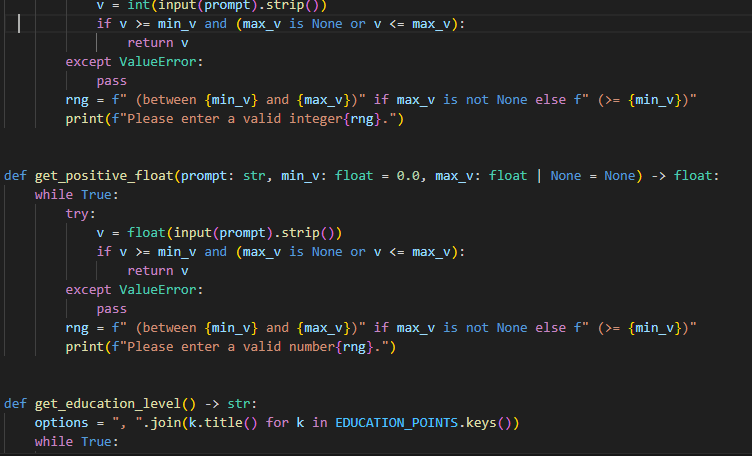 v = int(input(prompt).strip())
            if v >= min_v and (max_v is None or v <= max_v):
                return v
        except ValueError:
            pass
        rng = f" (between {min_v} and {max_v})" if max_v is not None else f" (>= {min_v})"
        print(f"Please enter a valid integer{rng}.")
def get_positive_float(prompt: str, min_v: float = 0.0, max_v: float | None = None) -> float:
    while True:
        try:
            v = float(input(prompt).strip())
            if v >= min_v and (max_v is None or v <= max_v):
                return v
        except ValueError:
            pass
        rng = f" (between {min_v} and {max_v})" if max_v is not None else f" (>= {min_v})"
        print(f"Please enter a valid number{rng}.")
def get_education_level() -> str:
    options = ", ".join(k.title() for k in EDUCATION_POINTS.keys())
    while True: